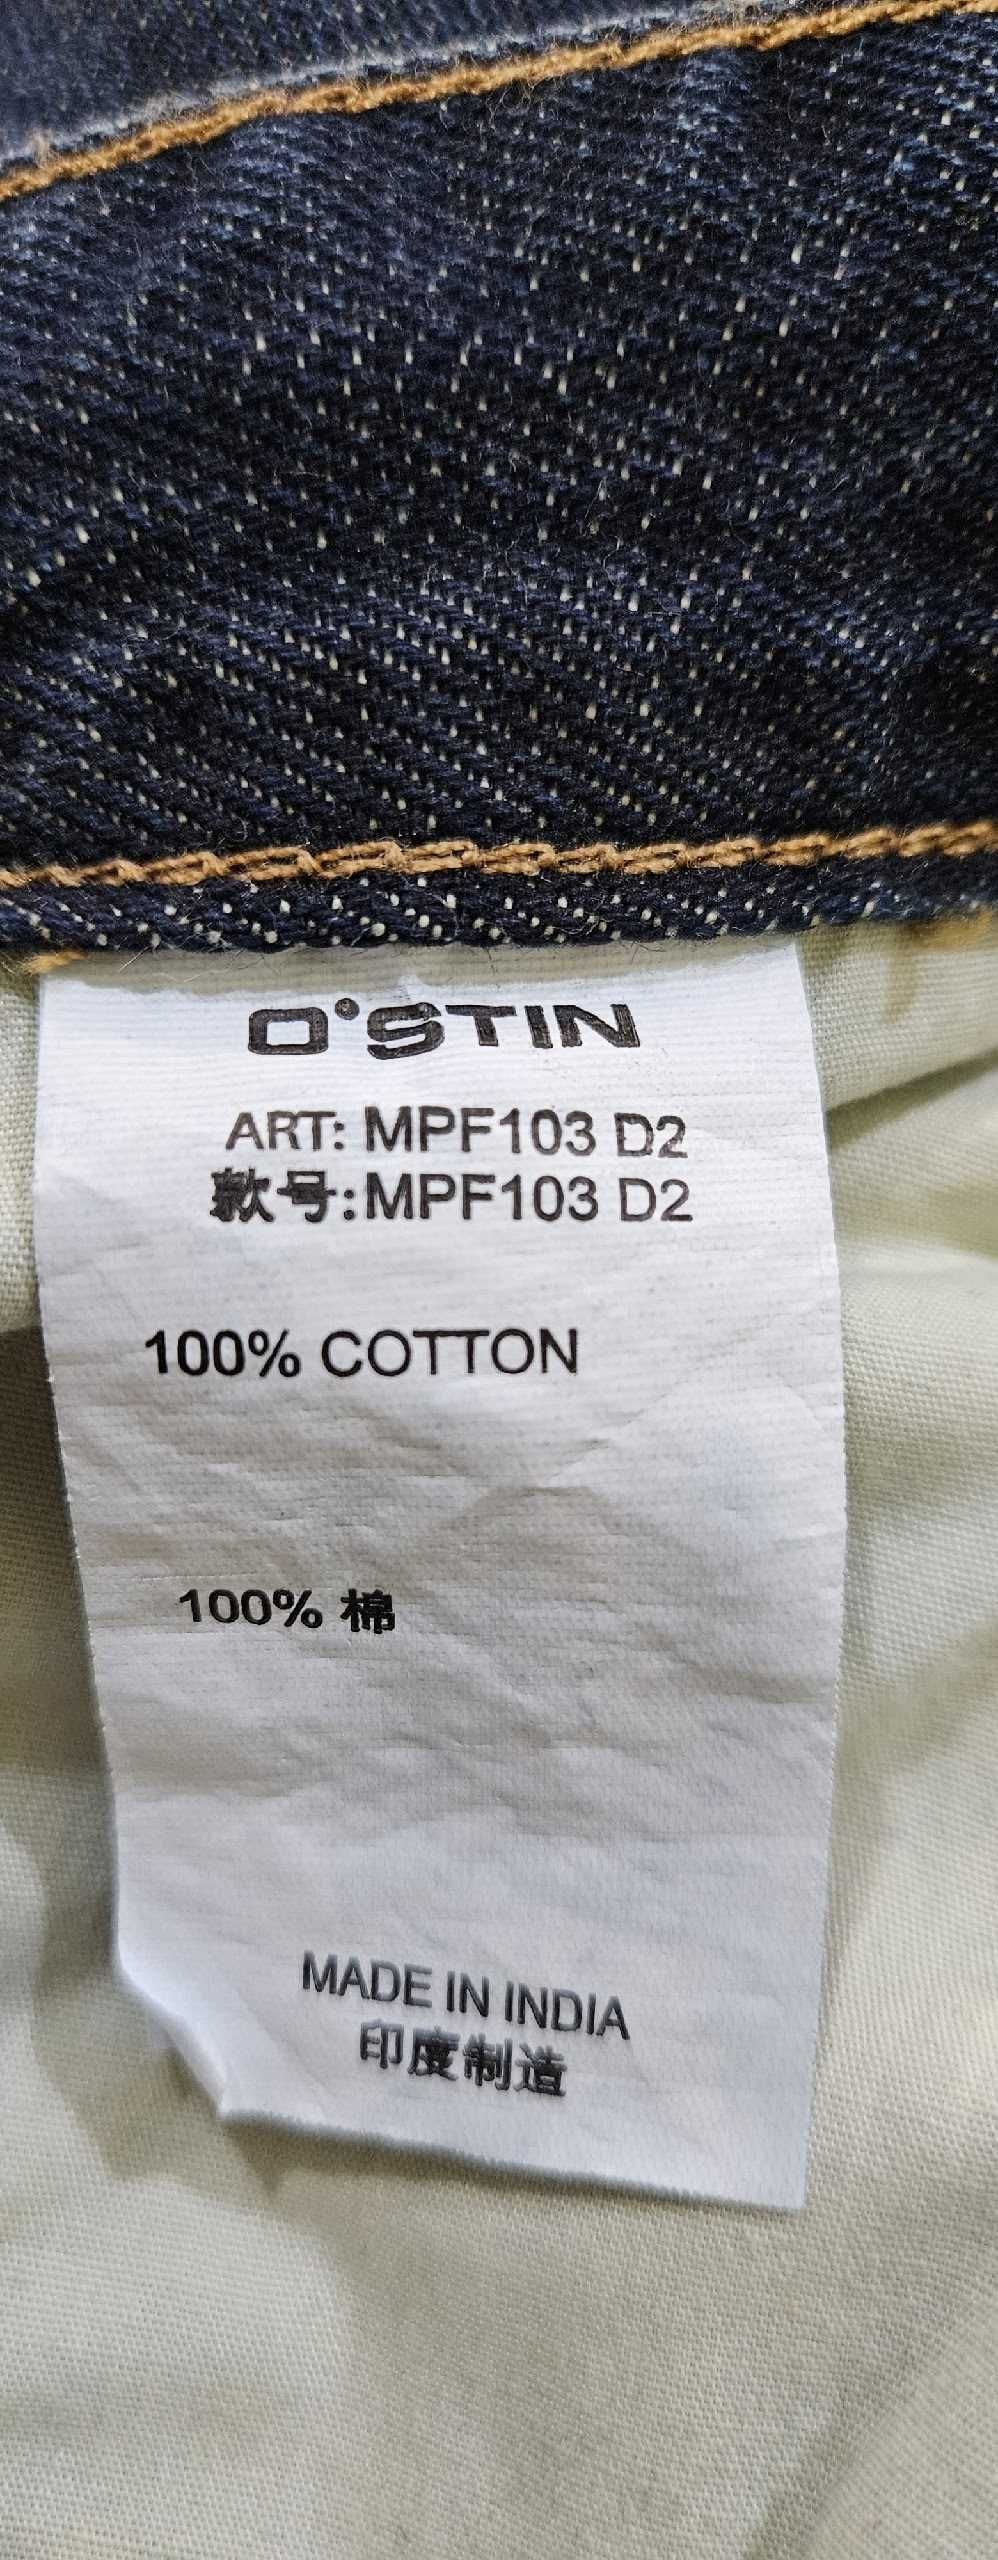 O'STIN
ART: MPF103 D2
款号:MPF103 D2
100% COTTON
100% 棉
MADE IN INDIA
印度制造